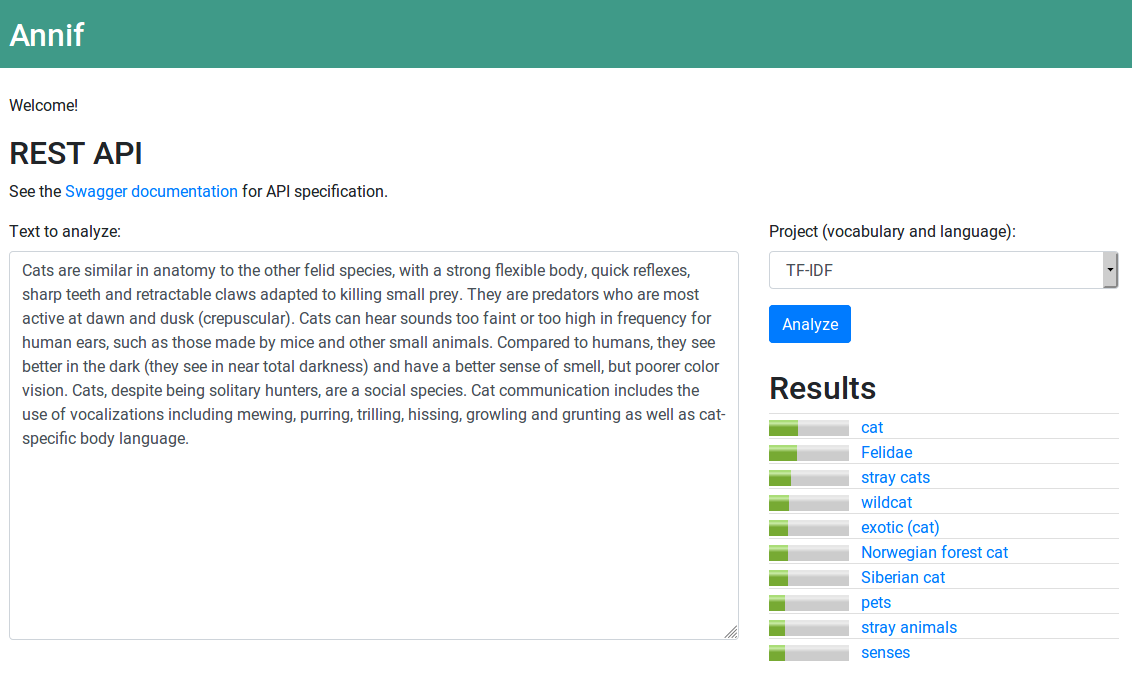 Annif
Welcome!
REST API
See the Swagger documentation for API specification.
Text to analyze:
Cats are similar in anatomy to the other felid species, with a strong flexible body, quick reflexes,
sharp teeth and retractable claws adapted to killing small prey. They are predators who are most
active at dawn and dusk (crepuscular). Cats can hear sounds too faint or too high in frequency for
human ears, such as those made by mice and other small animals. Compared to humans, they see
better in the dark (they see in near total darkness) and have a better sense of smell, but poorer color
vision. Cats, despite being solitary hunters, are a social species. Cat communication includes the
use of vocalizations including mewing, purring, trilling, hissing, growling and grunting as well as cat-
specific body language.
Project (vocabulary and language):
TF-IDF
Analyze
Results
cat
Felidae
stray cats
wildcat
exotic (cat)
Norwegian forest cat
Siberian cat
pets
stray animals
senses